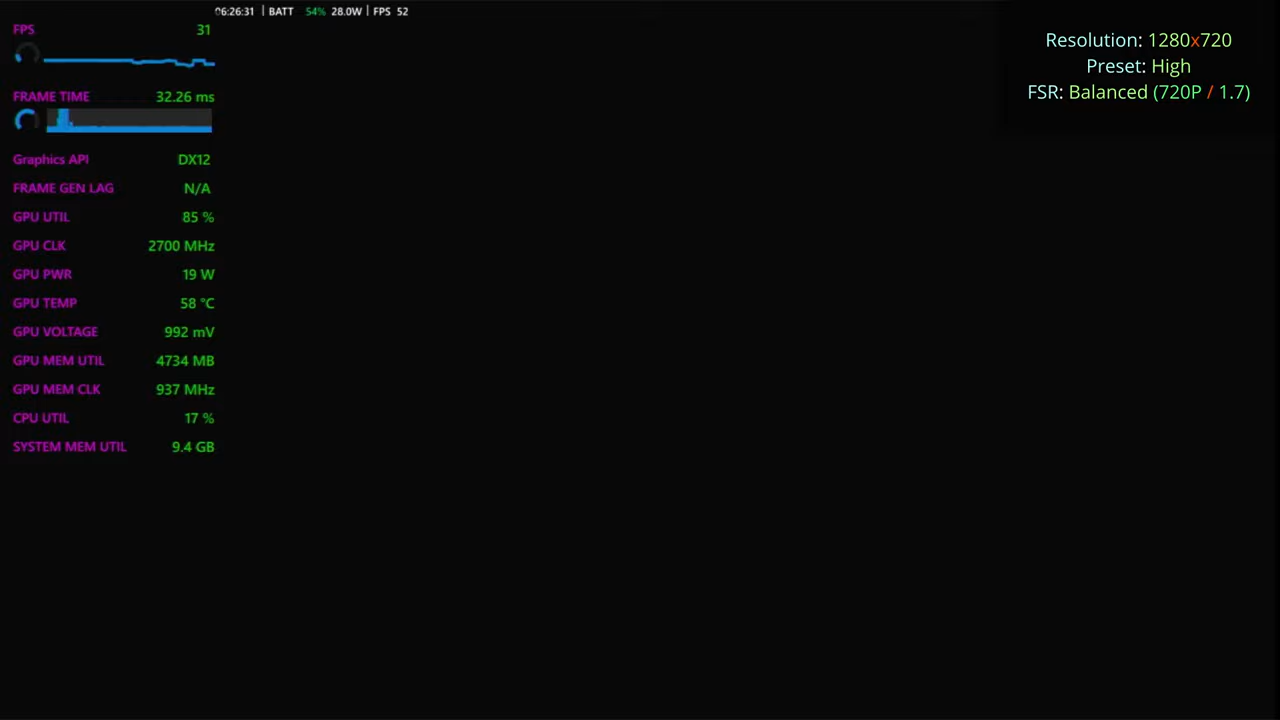 06:26:31 | BATT 54% 28.0W | FPS 52
FPS 31
FRAME TIME 32.26 ms
Graphics API DX12
FRAME GEN LAG N/A
GPU UTIL 85 %
GPU CLK 2700 MHz
GPU PWR 19 W
GPU TEMP 58 °C
GPU VOLTAGE 992 mV
GPU MEM UTIL 4734 MB
GPU MEM CLK 937 MHz
CPU UTIL 17 %
SYSTEM MEM UTIL 9.4 GB
Resolution: 1280x720
Preset: High
FSR: Balanced (720P / 1.7)